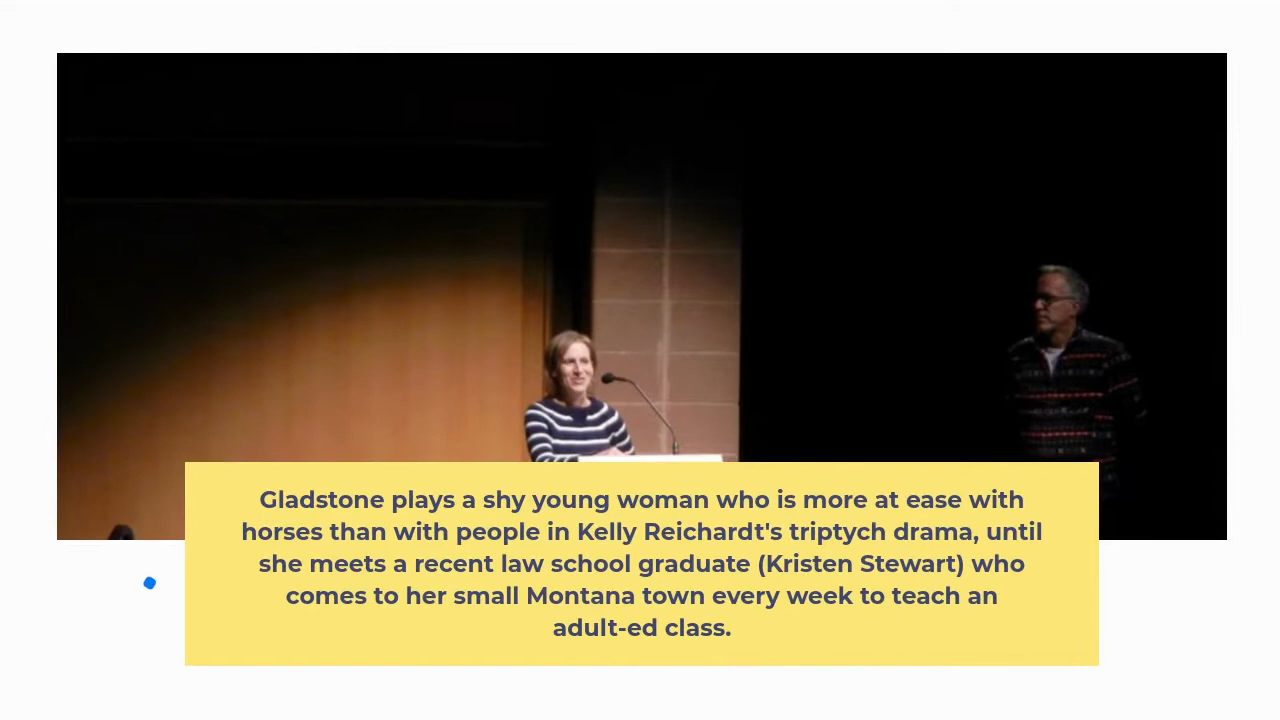 Gladstone plays a shy young woman who is more at ease with
horses than with people in Kelly Reichardt's triptych drama, until
she meets a recent law school graduate (Kristen Stewart) who
comes to her small Montana town every week to teach an
adult-ed class.